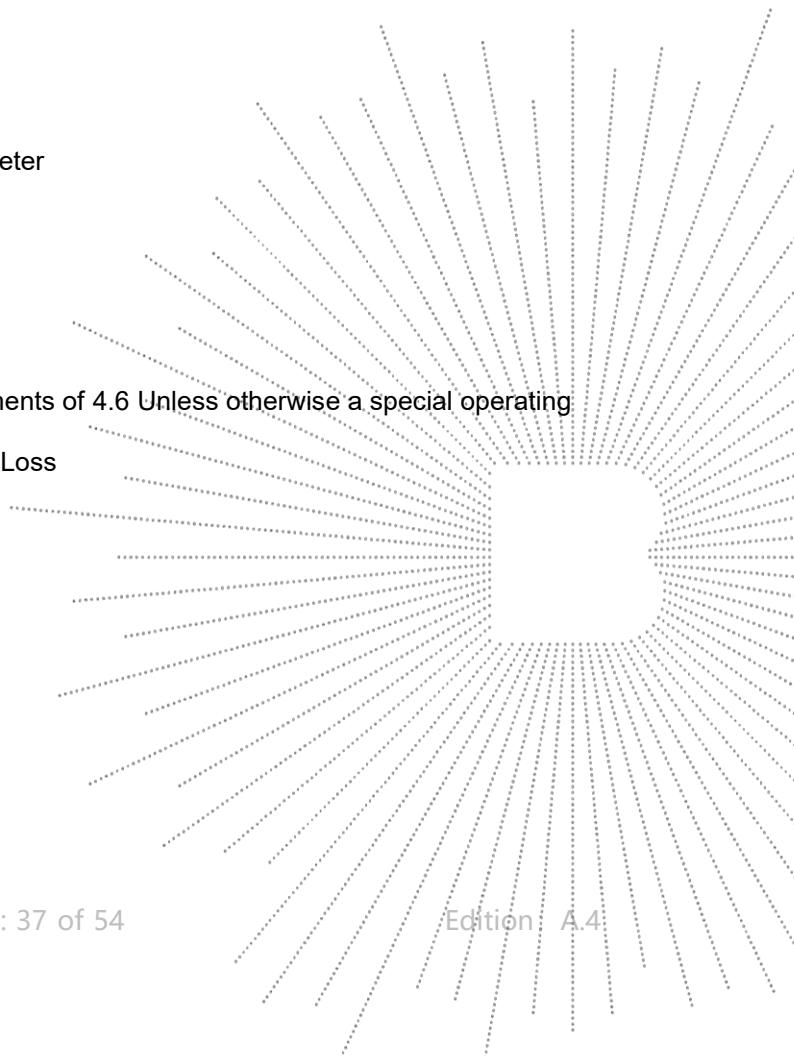 eter
nents of 4.6 Unless otherwise a special operating
Loss
: 37 of 54 Edition A.4